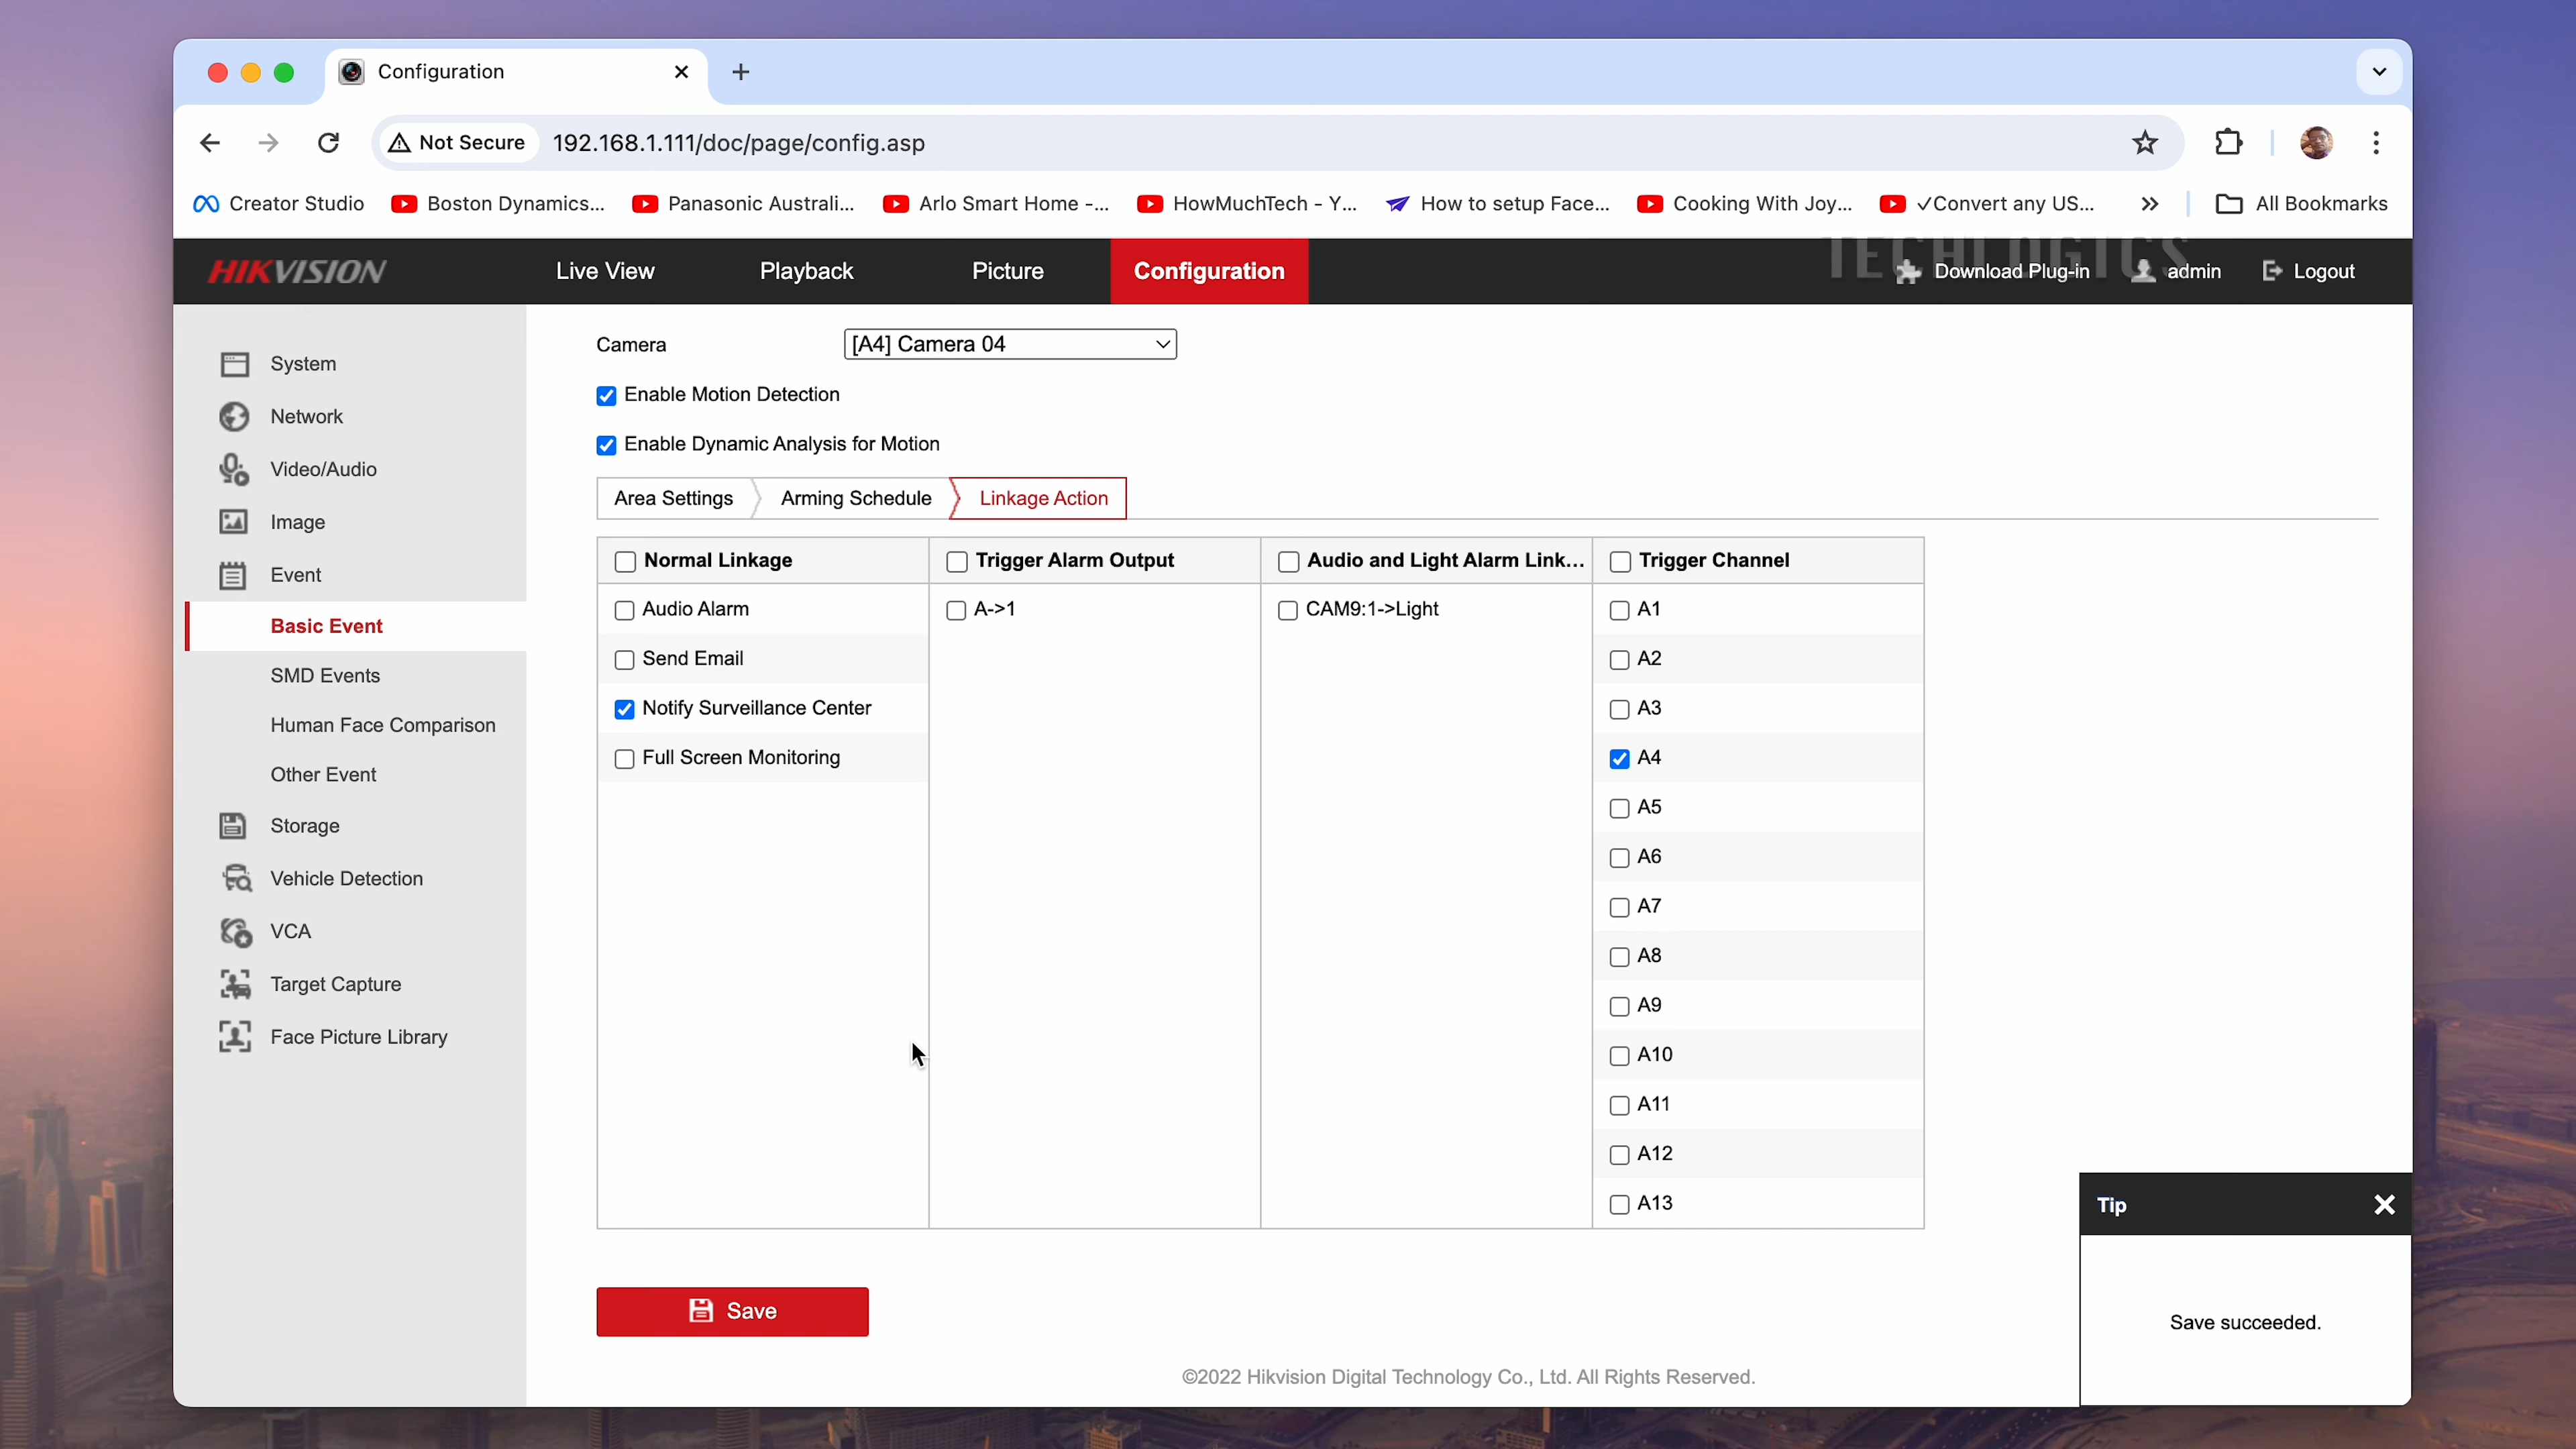 Configuration
Not Secure 192.168.1.111/doc/page/config.asp
Creator Studio Boston Dynamics... Panasonic Australi... Arlo Smart Home -... HowMuchTech - Y... How to setup Face... Cooking With Joy... ✓Convert any US... All Bookmarks
TECHLOGICS
HIKVISION Live View Playback Picture Configuration Download Plug-in admin Logout
System
Network
Video/Audio
Image
Event
Basic Event
SMD Events
Human Face Comparison
Other Event
Storage
Vehicle Detection
VCA
Target Capture
Face Picture Library
Camera [A4] Camera 04
Enable Motion Detection
Enable Dynamic Analysis for Motion
Area Settings Arming Schedule Linkage Action
Normal Linkage Trigger Alarm Output Audio and Light Alarm Link... Trigger Channel
Audio Alarm A->1 CAM9:1->Light A1
Send Email A2
Notify Surveillance Center A3
Full Screen Monitoring A4
A5
A6
A7
A8
A9
A10
A11
A12
A13
Save
Tip
Save succeeded.
©2022 Hikvision Digital Technology Co., Ltd. All Rights Reserved.